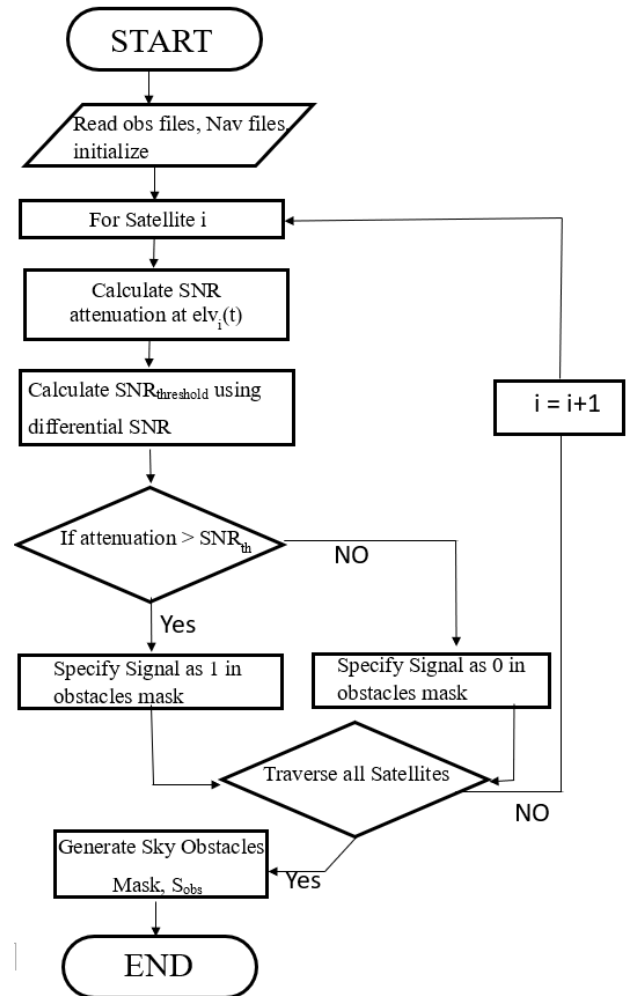 START
Read obs files, Nav files,
initialize
For Satellite i
Calculate SNR
attenuation at elvᵢ(t)
Calculate SNRthreshold using
differential SNR
If attenuation > SNRth
NO
Yes
Specify Signal as 1 in
obstacles mask
Specify Signal as 0 in
obstacles mask
i = i+1
Traverse all Satellites
NO
Yes
Generate Sky Obstacles
Mask, Sobs
END